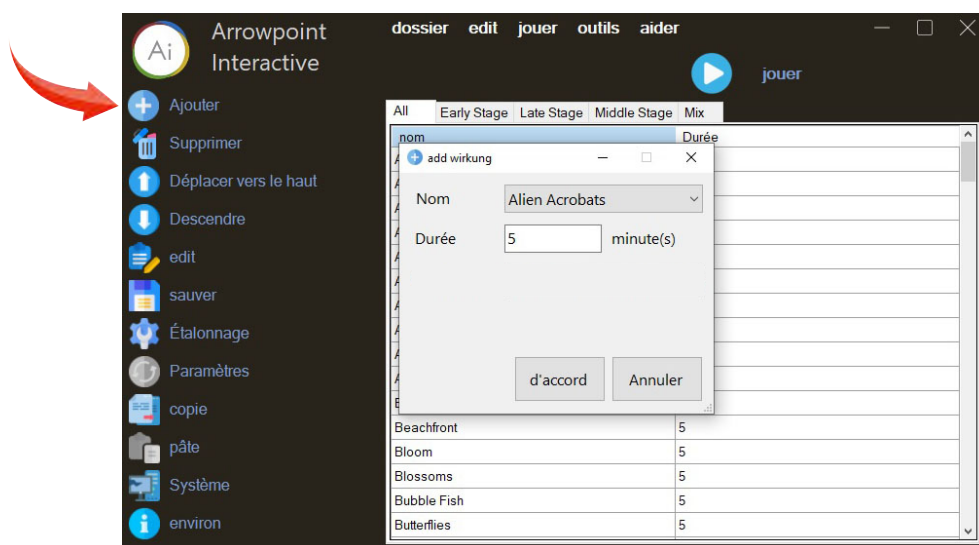 Ai
Arrowpoint
Interactive
dossier edit jouer outils aider
jouer
Ajouter
Supprimer
Déplacer vers le haut
Descendre
edit
sauver
Étalonnage
Paramètres
copie
pâte
Système
environ
All Early Stage Late Stage Middle Stage Mix
nom Durée
add wirkung
Nom Alien Acrobats
Durée 5 minute(s)
d'accord Annuler
Beachfront 5
Bloom 5
Blossoms 5
Bubble Fish 5
Butterflies 5